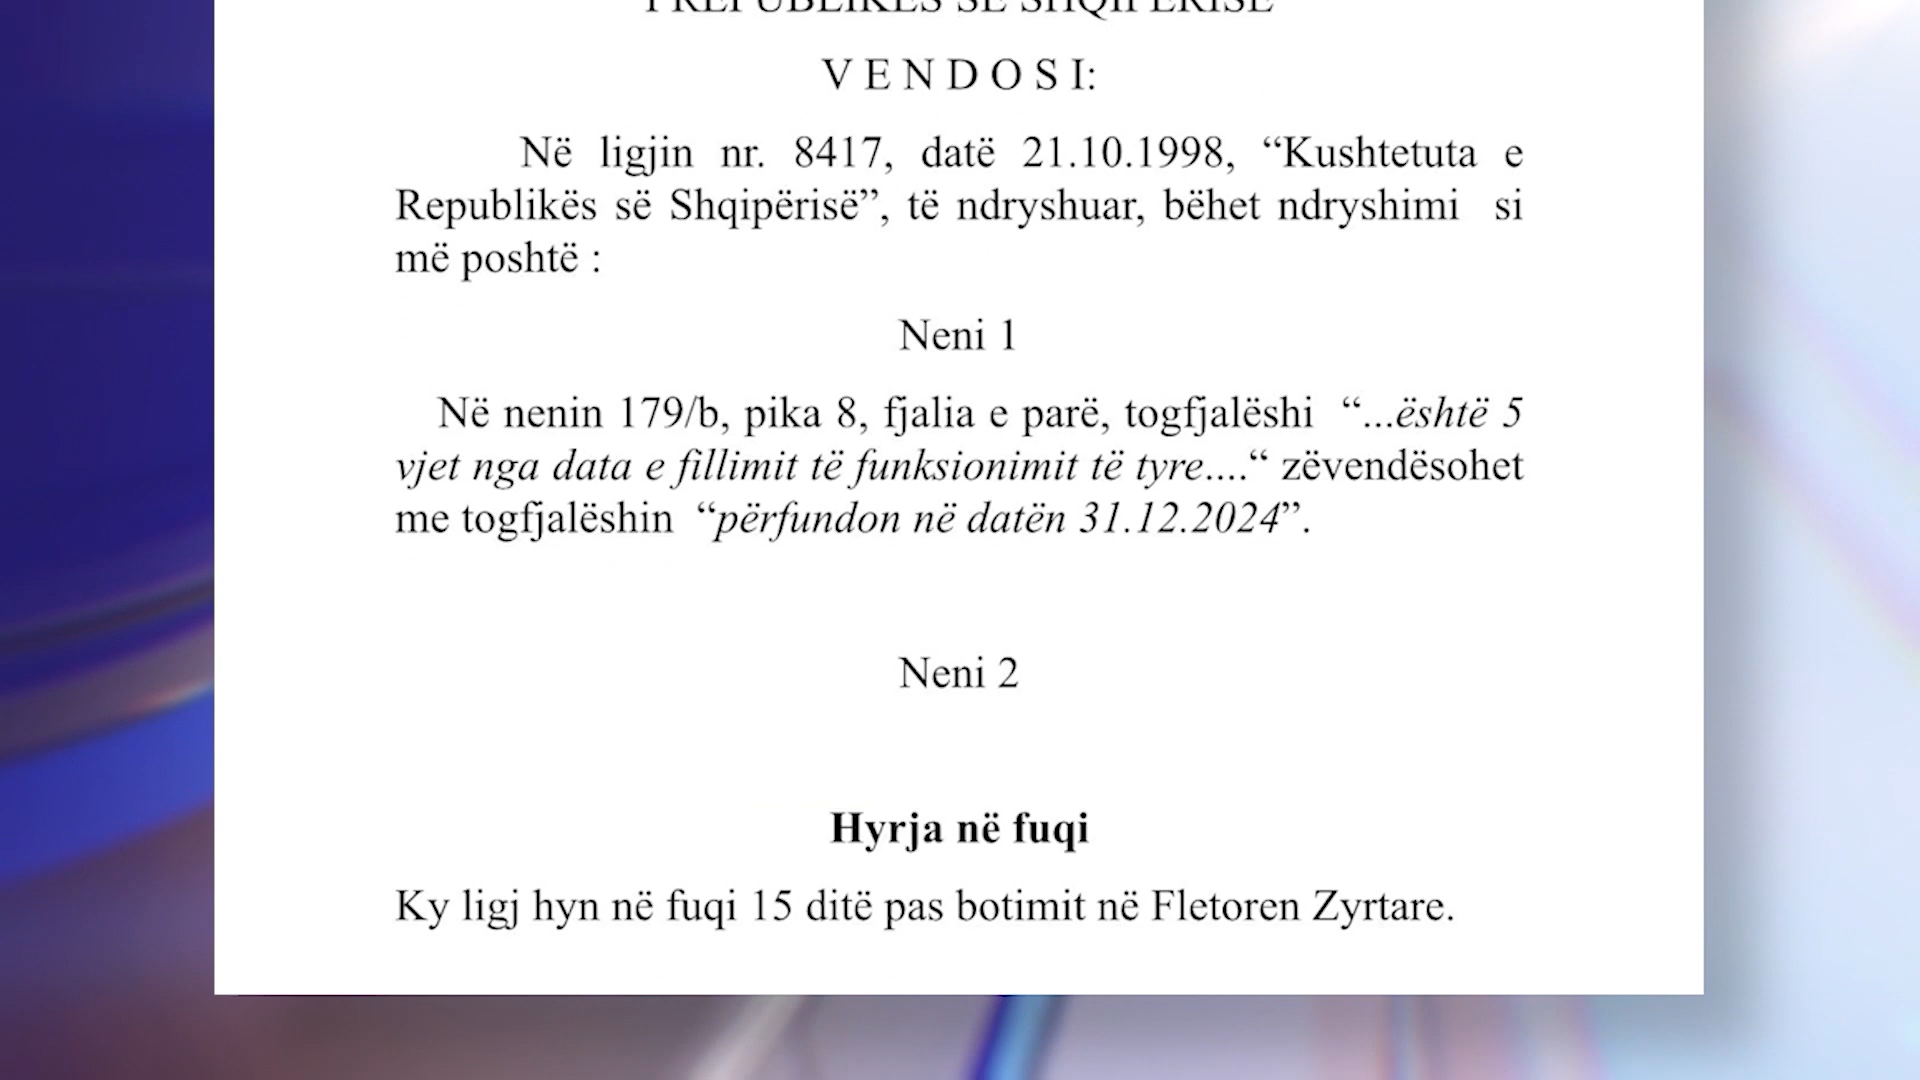 I REPUBLIKËS SË SHQIPËRISË
V E N D O S I:
Në ligjin nr. 8417, datë 21.10.1998, “Kushtetuta e
Republikës së Shqipërisë”, të ndryshuar, bëhet ndryshimi si
më poshtë :
Neni 1
Në nenin 179/b, pika 8, fjalia e parë, togfjalëshi “...është 5
vjet nga data e fillimit të funksionimit të tyre....“ zëvendësohet
me togfjalëshin “përfundon në datën 31.12.2024”.
Neni 2
Hyrja në fuqi
Ky ligj hyn në fuqi 15 ditë pas botimit në Fletoren Zyrtare.